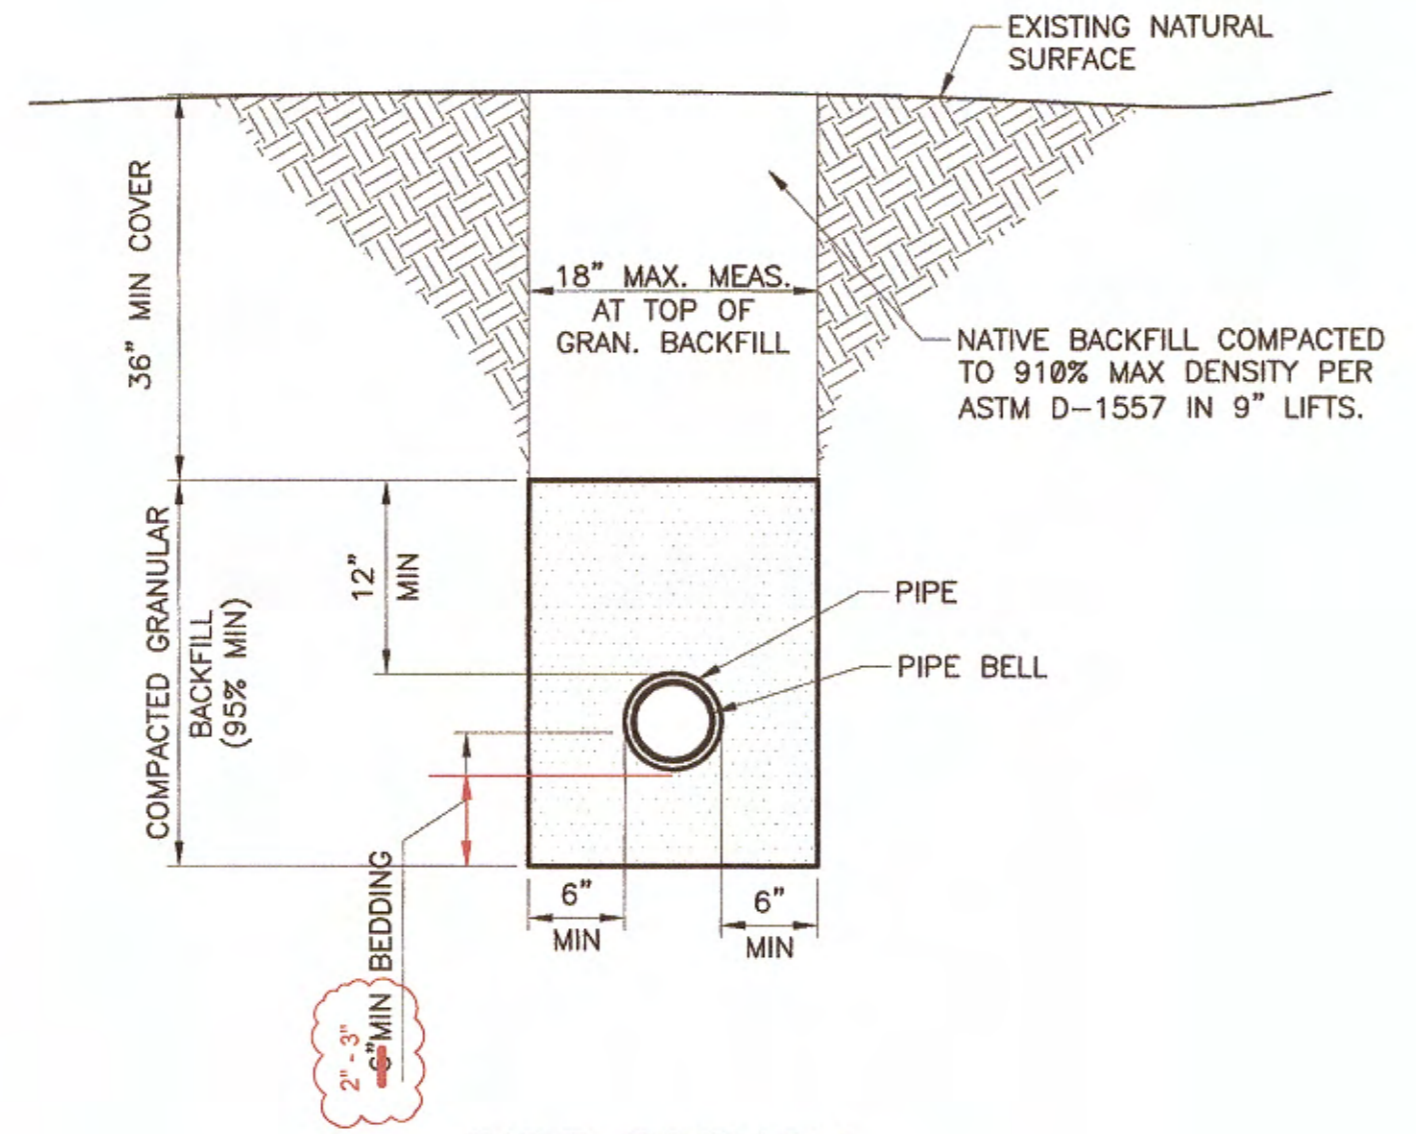 EXISTING NATURAL
SURFACE
36" MIN COVER
18" MAX. MEAS.
AT TOP OF
GRAN. BACKFILL
NATIVE BACKFILL COMPACTED
TO 910% MAX DENSITY PER
ASTM D-1557 IN 9" LIFTS.
COMPACTED GRANULAR
BACKFILL
(95% MIN)
12"
MIN
PIPE
PIPE BELL
6"
MIN
6"
MIN
2" - 3"
6"MIN BEDDING